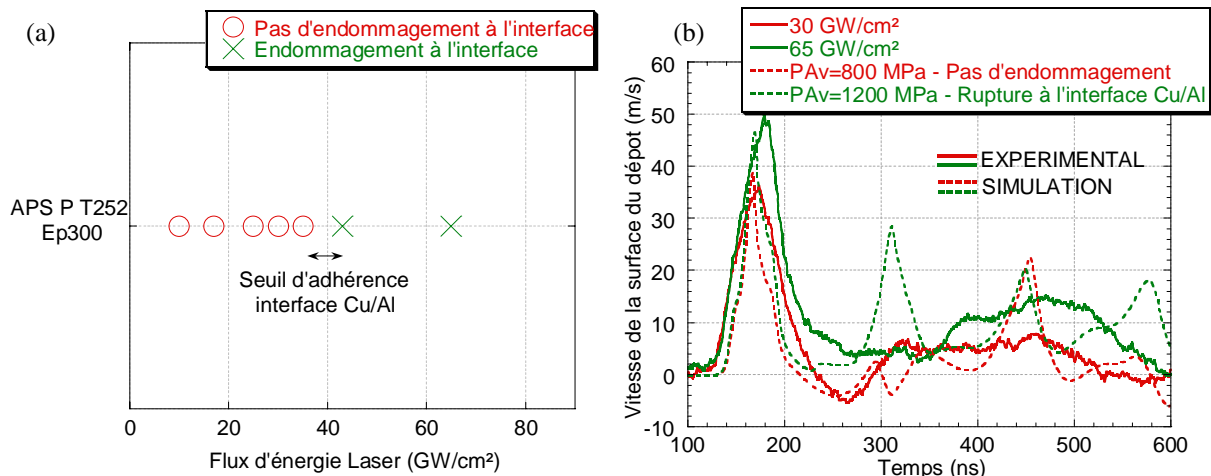 (a)
Pas d'endommagement à l'interface
Endommagement à l'interface
APS P T252
Ep300
Seuil d'adhérence
interface Cu/Al
0 20 40 60 80
Flux d'énergie Laser (GW/cm²)
(b)
30 GW/cm²
65 GW/cm²
PAv=800 MPa - Pas d'endommagement
PAv=1200 MPa - Rupture à l'interface Cu/Al
EXPERIMENTAL
SIMULATION
Vitesse de la surface du dépot (m/s)
60
50
40
30
20
10
0
-10
100 200 300 400 500 600
Temps (ns)